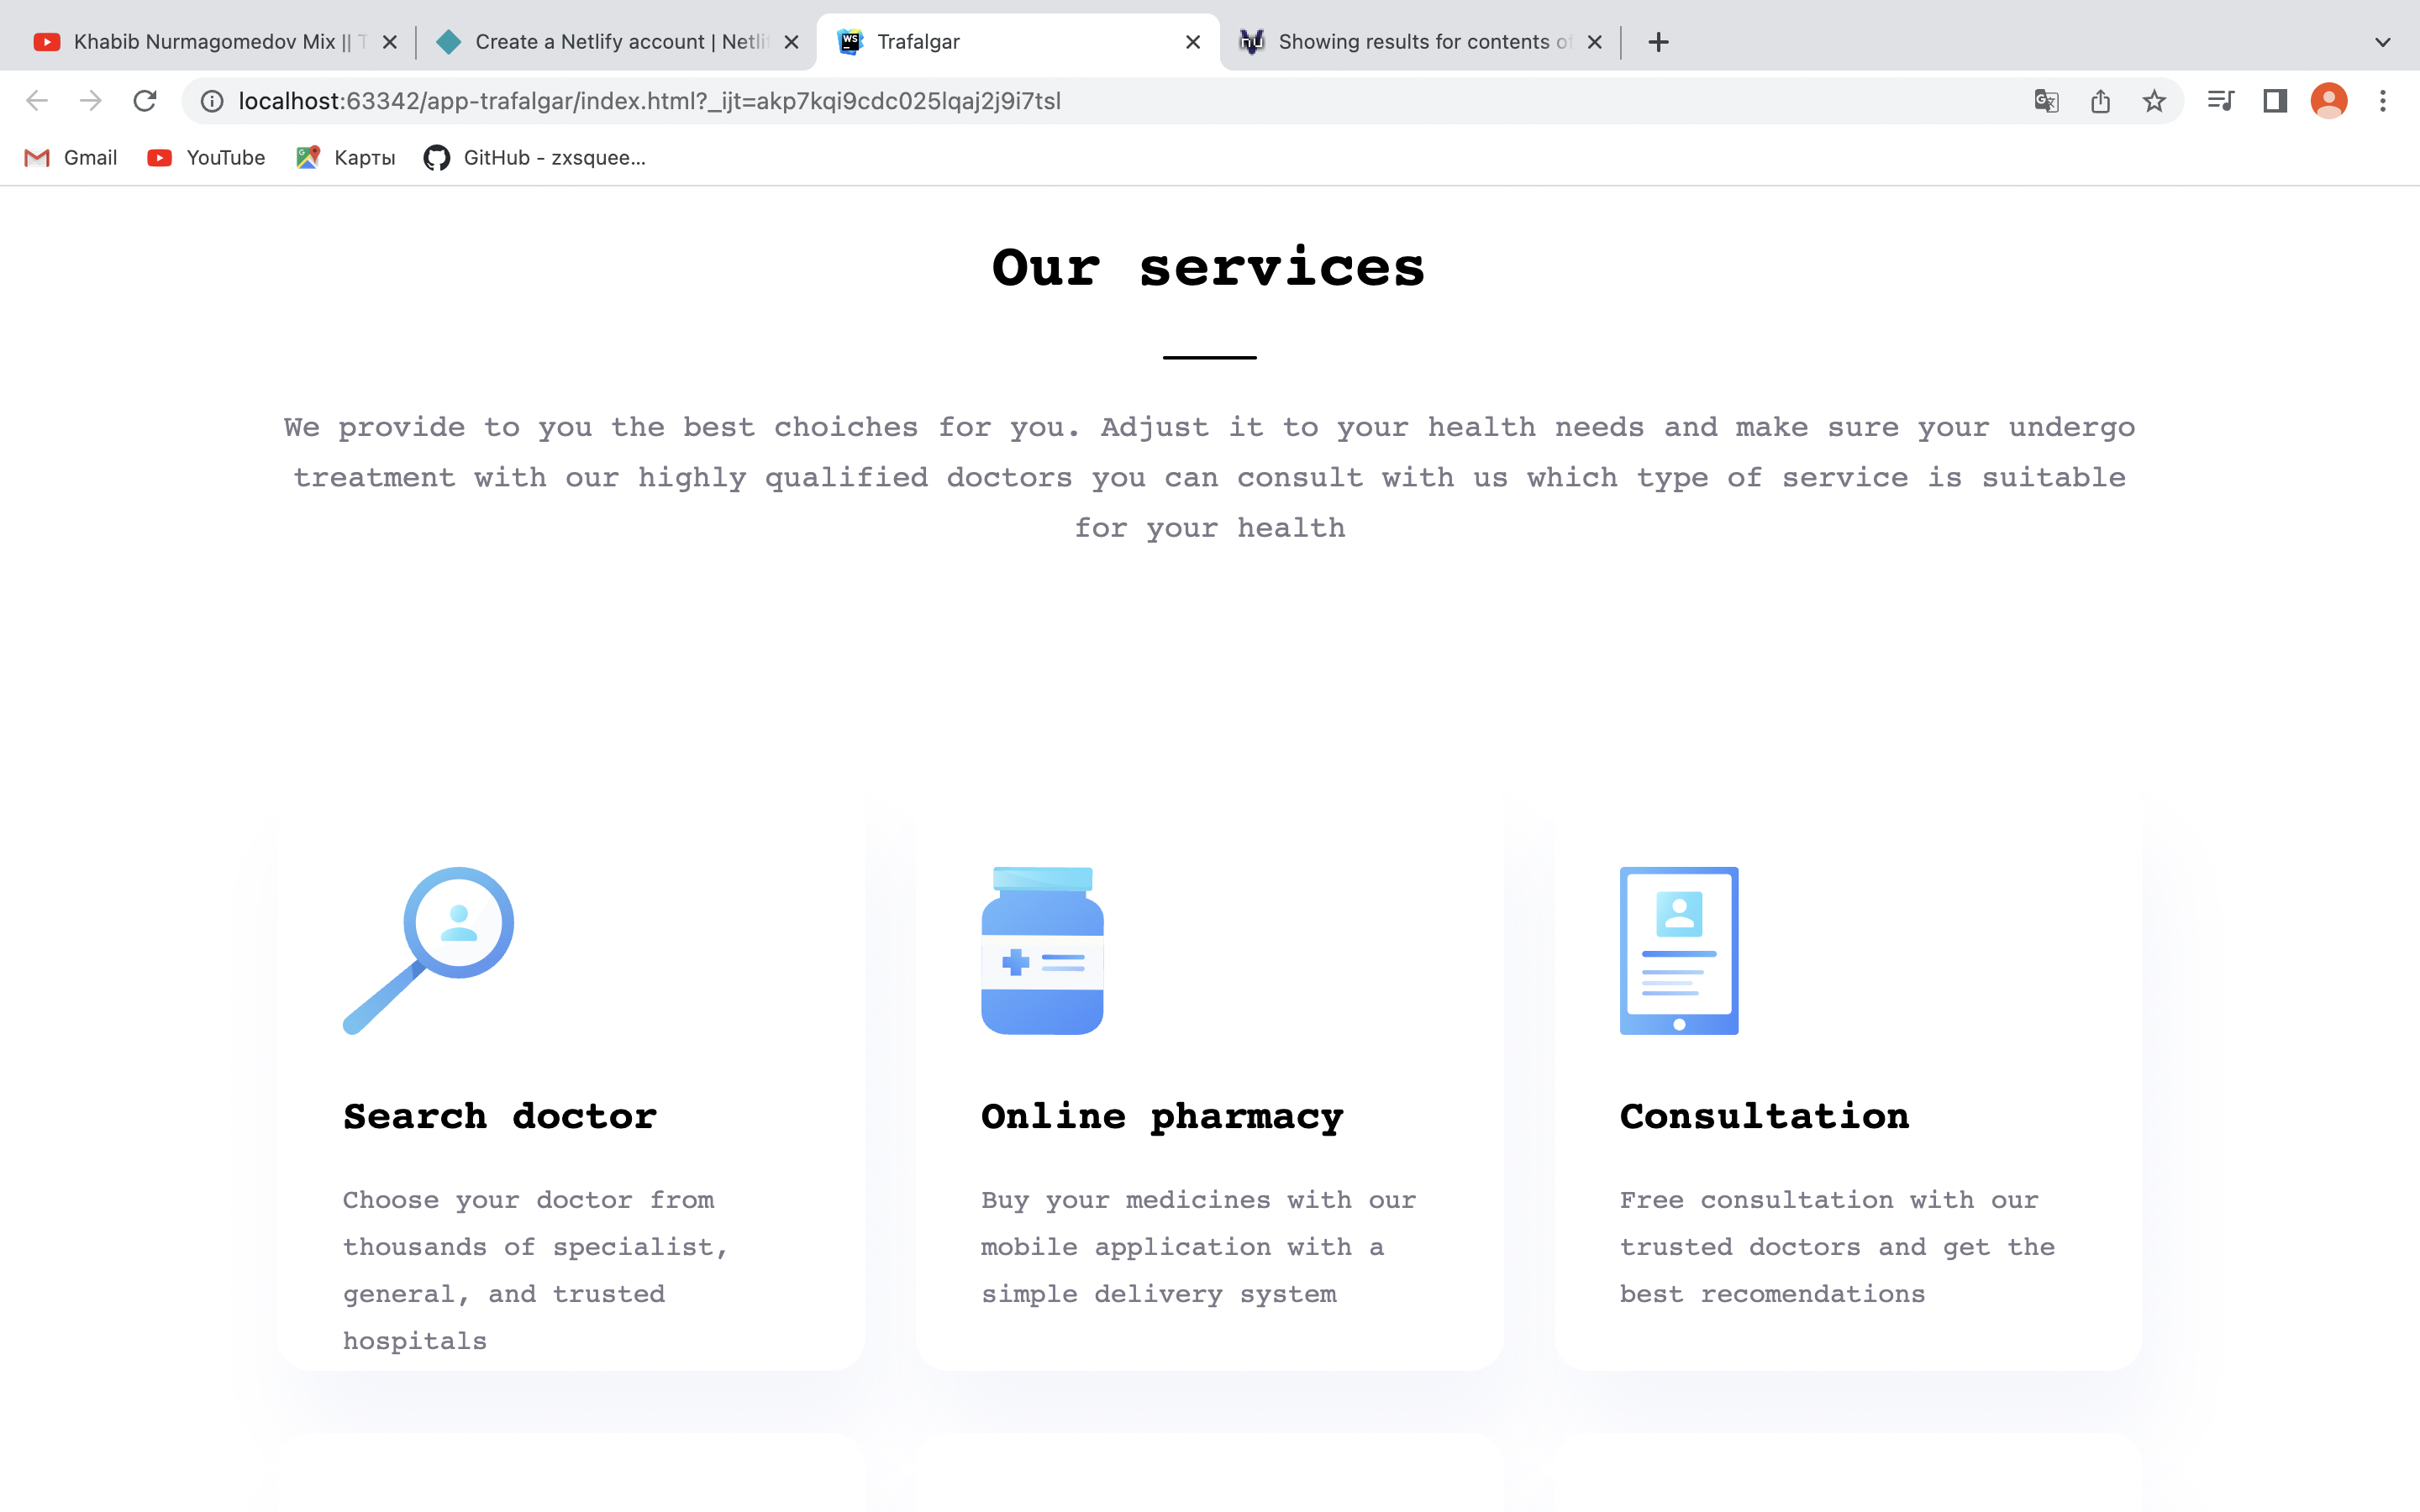 Khabib Nurmagomedov Mix ||
Create a Netlify account | Netli
Trafalgar
Showing results for contents of
localhost:63342/app-trafalgar/index.html?_ijt=akp7kqi9cdc025lqaj2j9i7tsl
Gmail
YouTube
Карты
GitHub - zxsquee...
Our services
We provide to you the best choiches for you. Adjust it to your health needs and make sure your undergo
treatment with our highly qualified doctors you can consult with us which type of service is suitable
for your health
Search doctor
Choose your doctor from
thousands of specialist,
general, and trusted
hospitals
Online pharmacy
Buy your medicines with our
mobile application with a
simple delivery system
Consultation
Free consultation with our
trusted doctors and get the
best recomendations